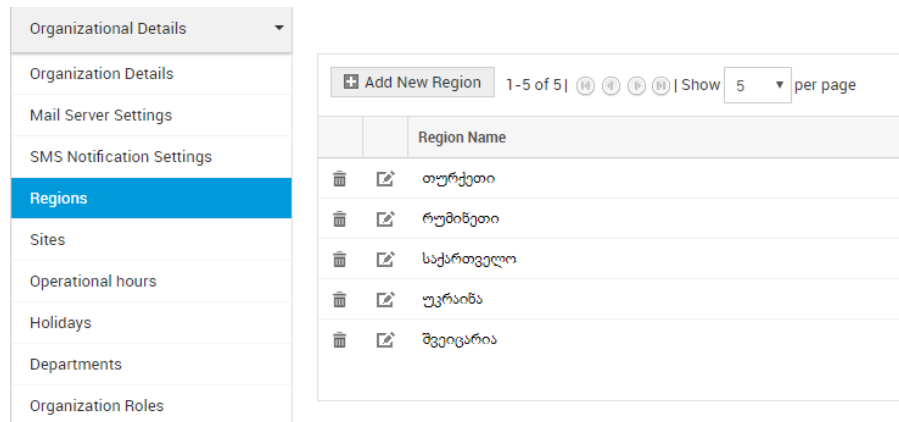 Organizational Details
Organization Details
Mail Server Settings
SMS Notification Settings
Regions
Sites
Operational hours
Holidays
Departments
Organization Roles
Add New Region 1-5 of 5 | | Show 5 per page
Region Name
თურქეთი
რუმინეთი
საქართველო
უკრაინა
შვეიცარია